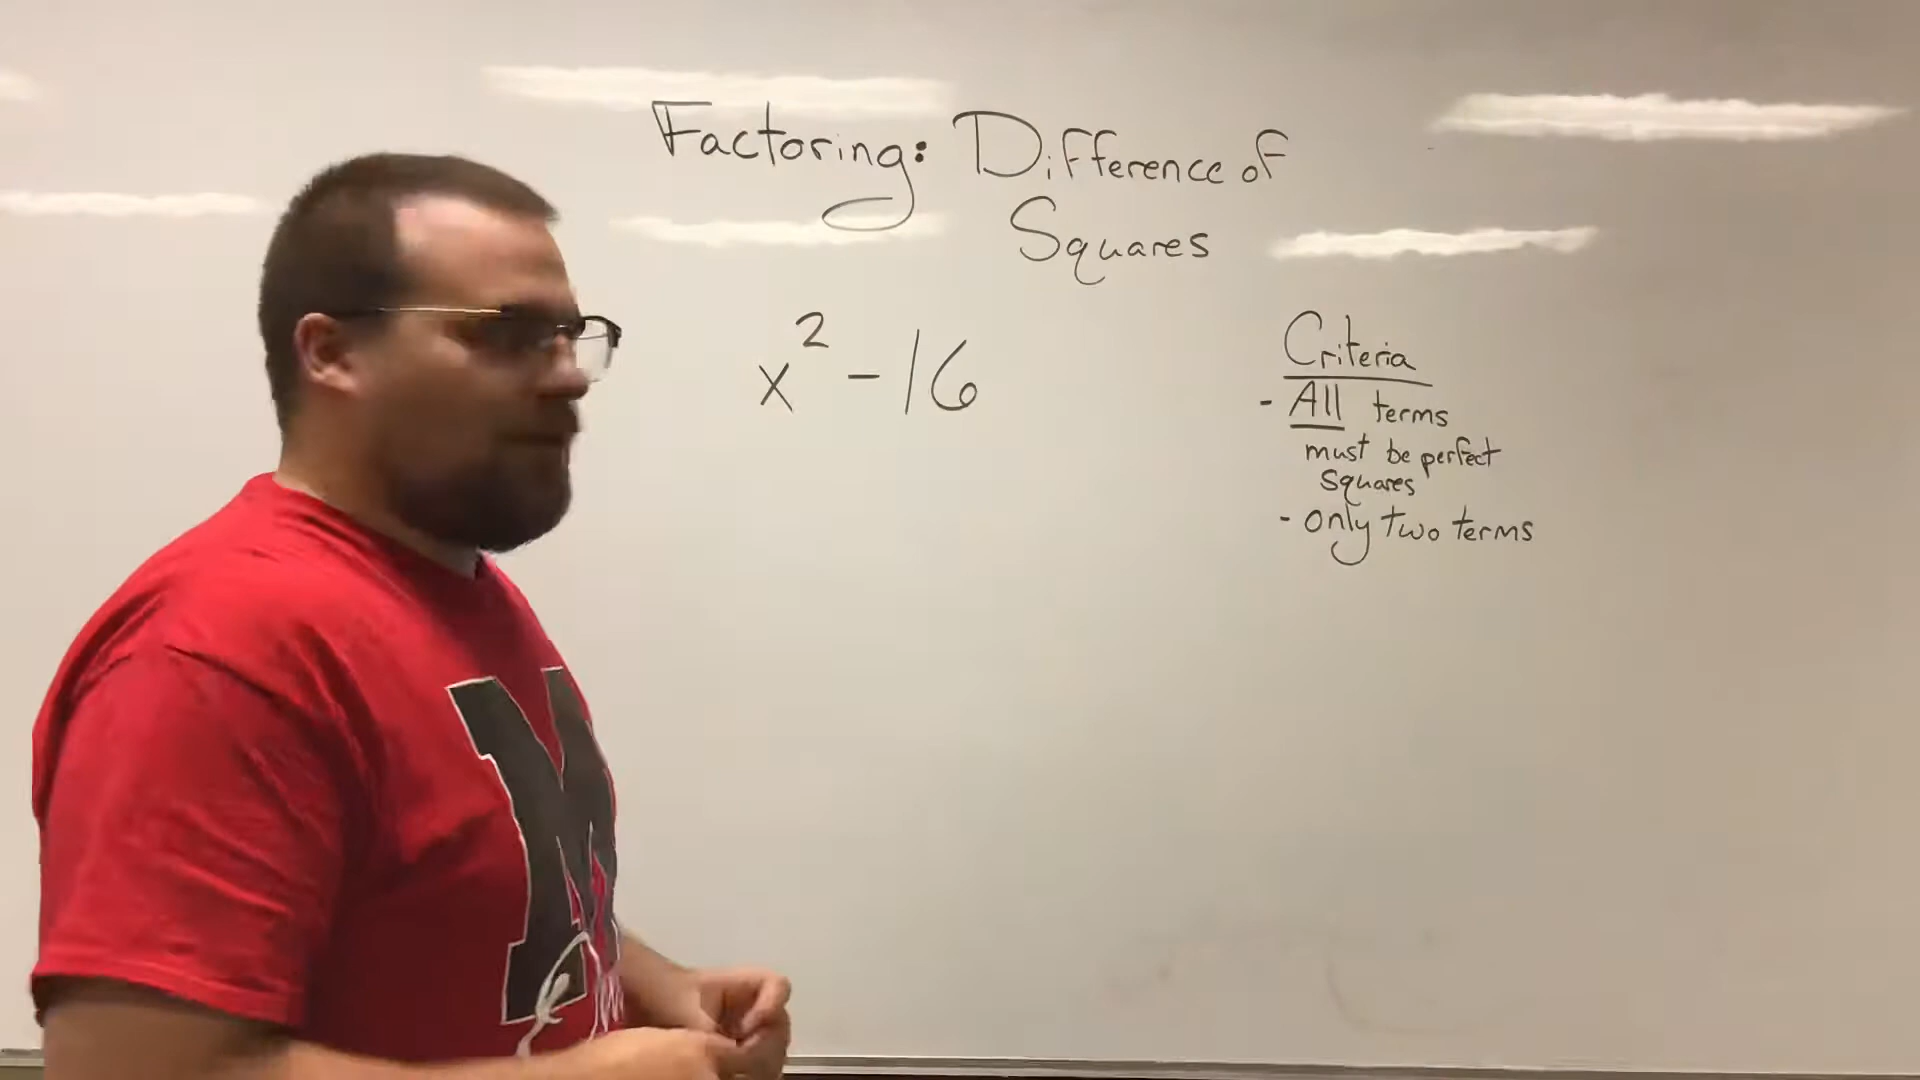 Factoring: Difference of
Squares
x² - 16
Criteria
- All terms
must be perfect
squares
- only two terms
M